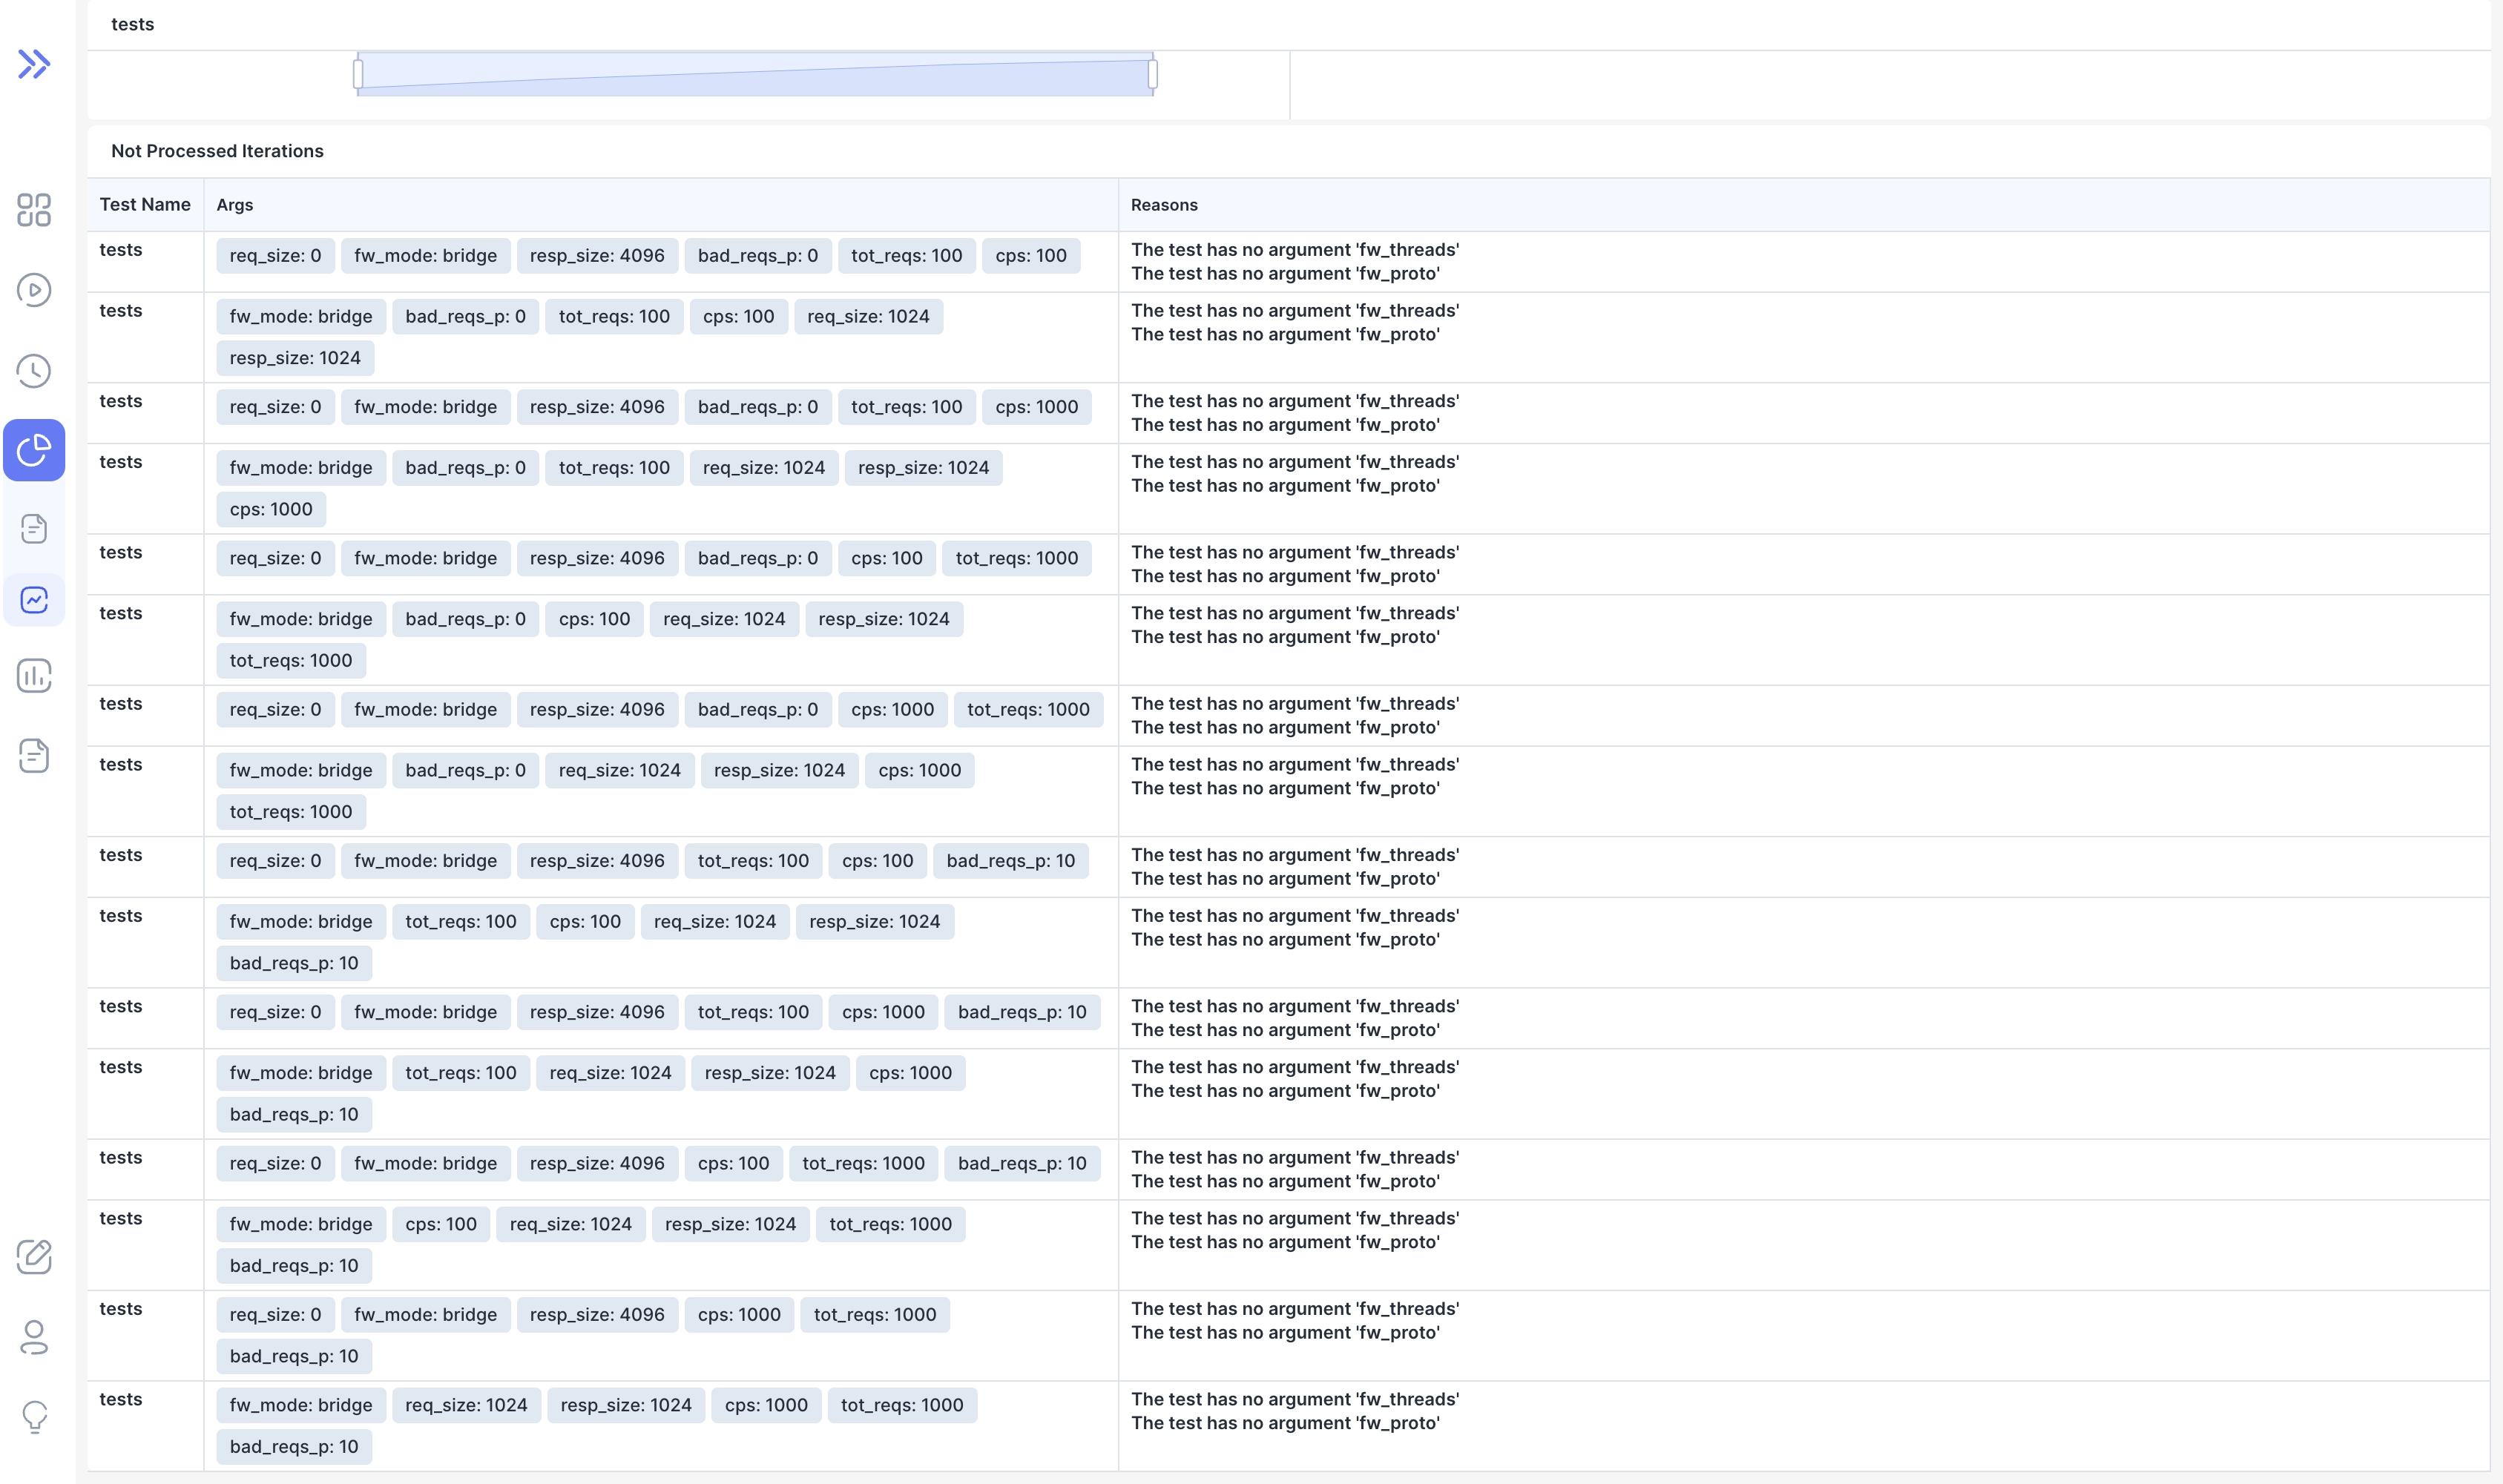 tests
Not Processed Iterations
Test Name Args Reasons
tests req_size: 0 fw_mode: bridge resp_size: 4096 bad_reqs_p: 0 tot_reqs: 100 cps: 100 The test has no argument 'fw_threads'
The test has no argument 'fw_proto'
tests fw_mode: bridge bad_reqs_p: 0 tot_reqs: 100 cps: 100 req_size: 1024 The test has no argument 'fw_threads'
The test has no argument 'fw_proto'
resp_size: 1024
tests req_size: 0 fw_mode: bridge resp_size: 4096 bad_reqs_p: 0 tot_reqs: 100 cps: 1000 The test has no argument 'fw_threads'
The test has no argument 'fw_proto'
tests fw_mode: bridge bad_reqs_p: 0 tot_reqs: 100 req_size: 1024 resp_size: 1024 The test has no argument 'fw_threads'
The test has no argument 'fw_proto'
cps: 1000
tests req_size: 0 fw_mode: bridge resp_size: 4096 bad_reqs_p: 0 cps: 100 tot_reqs: 1000 The test has no argument 'fw_threads'
The test has no argument 'fw_proto'
tests fw_mode: bridge bad_reqs_p: 0 cps: 100 req_size: 1024 resp_size: 1024 The test has no argument 'fw_threads'
The test has no argument 'fw_proto'
tot_reqs: 1000
tests req_size: 0 fw_mode: bridge resp_size: 4096 bad_reqs_p: 0 cps: 1000 tot_reqs: 1000 The test has no argument 'fw_threads'
The test has no argument 'fw_proto'
tests fw_mode: bridge bad_reqs_p: 0 req_size: 1024 resp_size: 1024 cps: 1000 The test has no argument 'fw_threads'
The test has no argument 'fw_proto'
tot_reqs: 1000
tests req_size: 0 fw_mode: bridge resp_size: 4096 tot_reqs: 100 cps: 100 bad_reqs_p: 10 The test has no argument 'fw_threads'
The test has no argument 'fw_proto'
tests fw_mode: bridge tot_reqs: 100 cps: 100 req_size: 1024 resp_size: 1024 The test has no argument 'fw_threads'
The test has no argument 'fw_proto'
bad_reqs_p: 10
tests req_size: 0 fw_mode: bridge resp_size: 4096 tot_reqs: 100 cps: 1000 bad_reqs_p: 10 The test has no argument 'fw_threads'
The test has no argument 'fw_proto'
tests fw_mode: bridge tot_reqs: 100 req_size: 1024 resp_size: 1024 cps: 1000 The test has no argument 'fw_threads'
The test has no argument 'fw_proto'
bad_reqs_p: 10
tests req_size: 0 fw_mode: bridge resp_size: 4096 cps: 100 tot_reqs: 1000 bad_reqs_p: 10 The test has no argument 'fw_threads'
The test has no argument 'fw_proto'
tests fw_mode: bridge cps: 100 req_size: 1024 resp_size: 1024 tot_reqs: 1000 The test has no argument 'fw_threads'
The test has no argument 'fw_proto'
bad_reqs_p: 10
tests req_size: 0 fw_mode: bridge resp_size: 4096 cps: 1000 tot_reqs: 1000 The test has no argument 'fw_threads'
The test has no argument 'fw_proto'
bad_reqs_p: 10
tests fw_mode: bridge req_size: 1024 resp_size: 1024 cps: 1000 tot_reqs: 1000 The test has no argument 'fw_threads'
The test has no argument 'fw_proto'
bad_reqs_p: 10